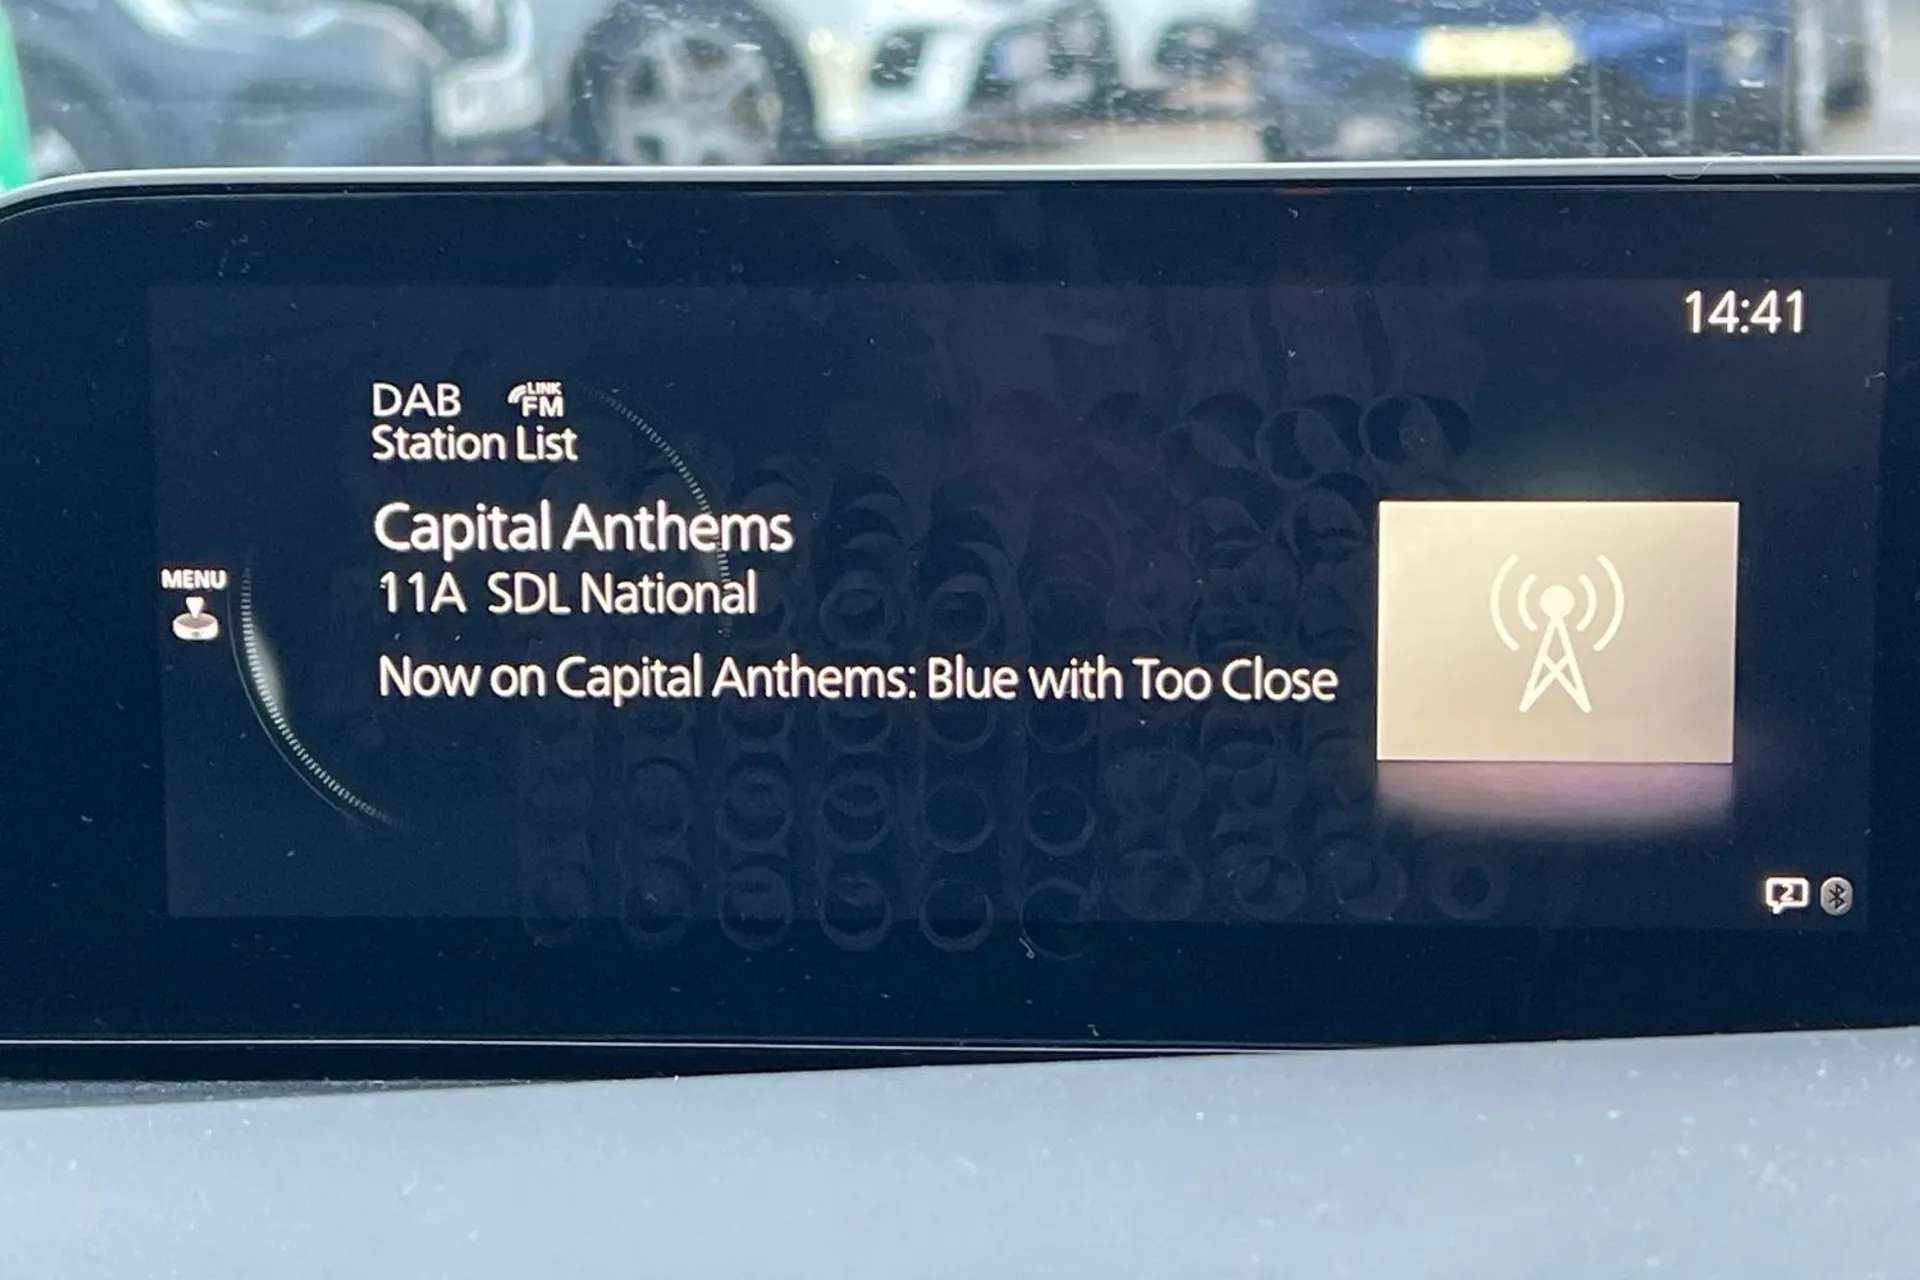 14:41
DAB LINK FM
Station List
Capital Anthems
11A SDL National
MENU
Now on Capital Anthems: Blue with Too Close
2